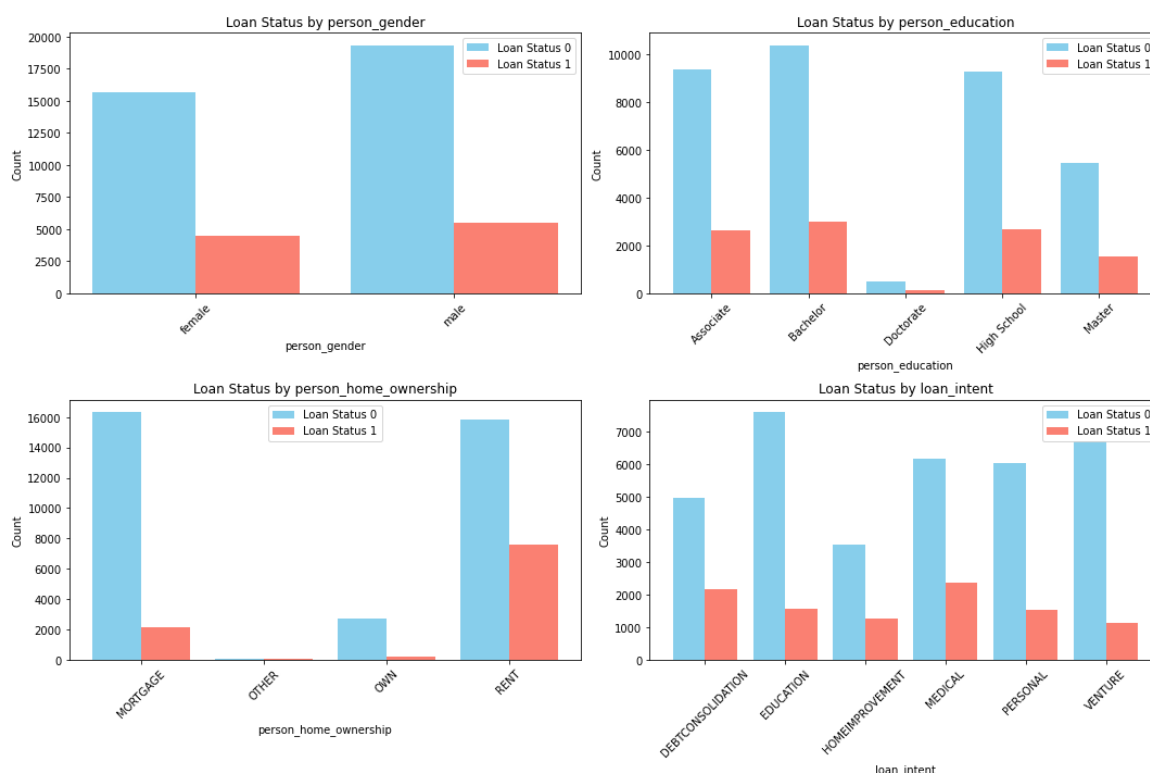 Loan Status by person_gender
Loan Status 0
Loan Status 1
20000
17500
15000
12500
10000
7500
5000
2500
0
Count
female
male
person_gender
Loan Status by person_education
Loan Status 0
Loan Status 1
10000
8000
6000
4000
2000
0
Count
Associate
Bachelor
Doctorate
High School
Master
person_education
Loan Status by person_home_ownership
Loan Status 0
Loan Status 1
16000
14000
12000
10000
8000
6000
4000
2000
0
Count
MORTGAGE
OTHER
OWN
RENT
person_home_ownership
Loan Status by loan_intent
Loan Status 0
Loan Status 1
7000
6000
5000
4000
3000
2000
1000
0
Count
DEBTCONSOLIDATION
EDUCATION
HOMEIMPROVEMENT
MEDICAL
PERSONAL
VENTURE
loan_intent